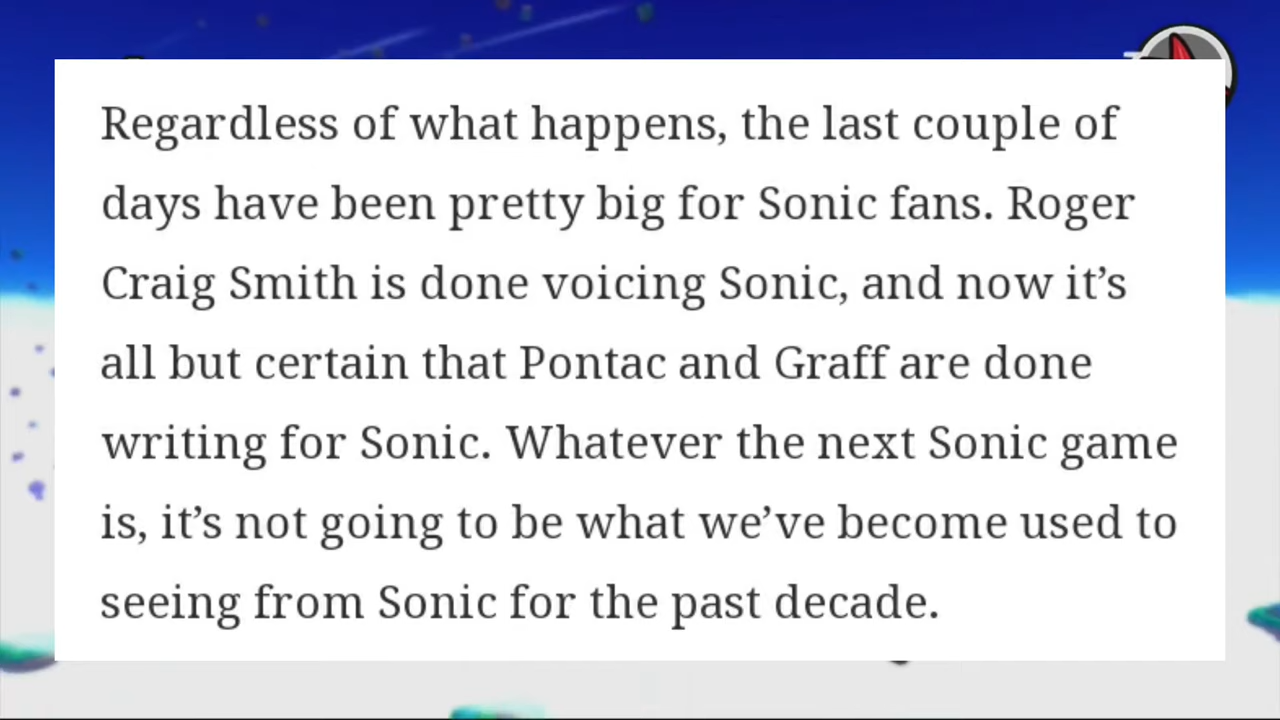 Regardless of what happens, the last couple of
days have been pretty big for Sonic fans. Roger
Craig Smith is done voicing Sonic, and now it’s
all but certain that Pontac and Graff are done
writing for Sonic. Whatever the next Sonic game
is, it’s not going to be what we’ve become used to
seeing from Sonic for the past decade.